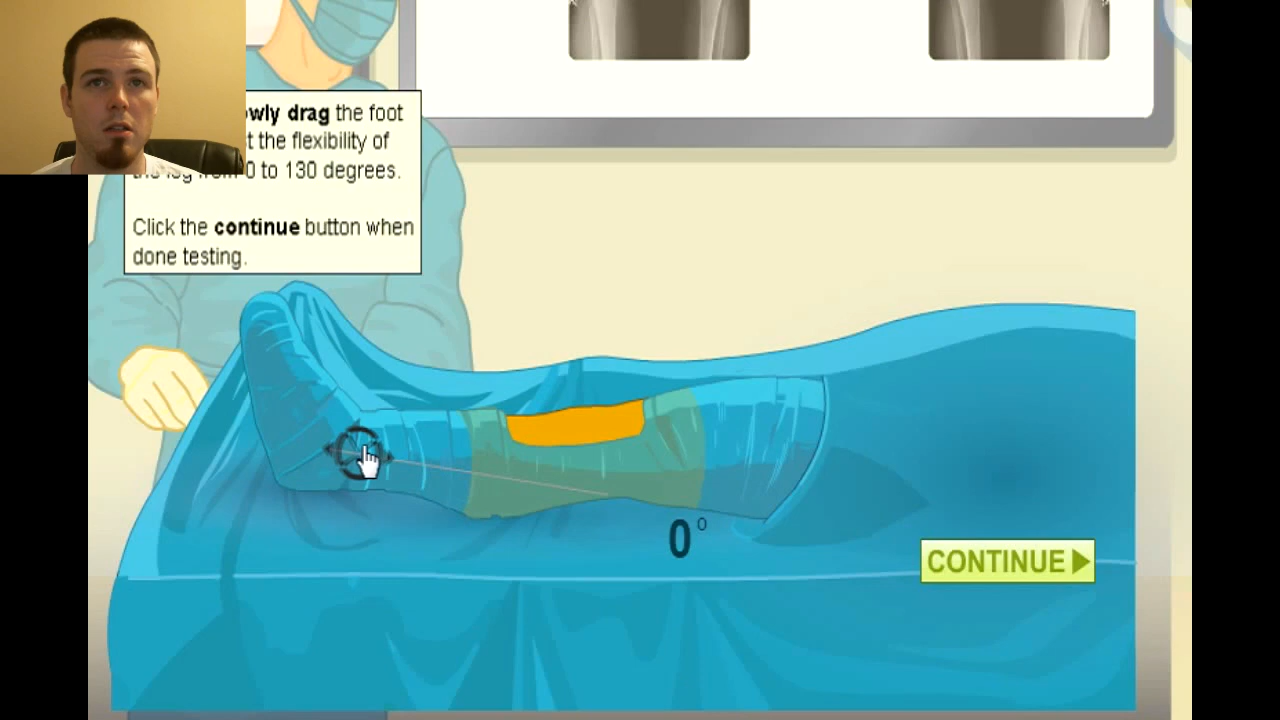 owly drag the foot
t the flexibility of
0 to 130 degrees.
Click the continue button when
done testing.
0°
CONTINUE